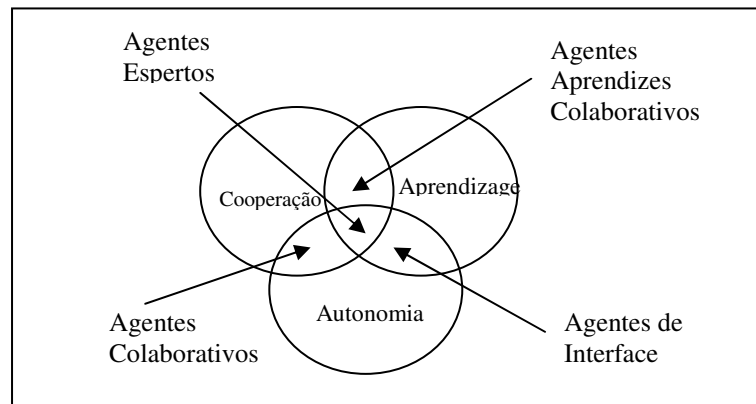 Agentes
Espertos
Agentes
Aprendizes
Colaborativos
Cooperação
Aprendizage
Autonomia
Agentes
Colaborativos
Agentes de
Interface